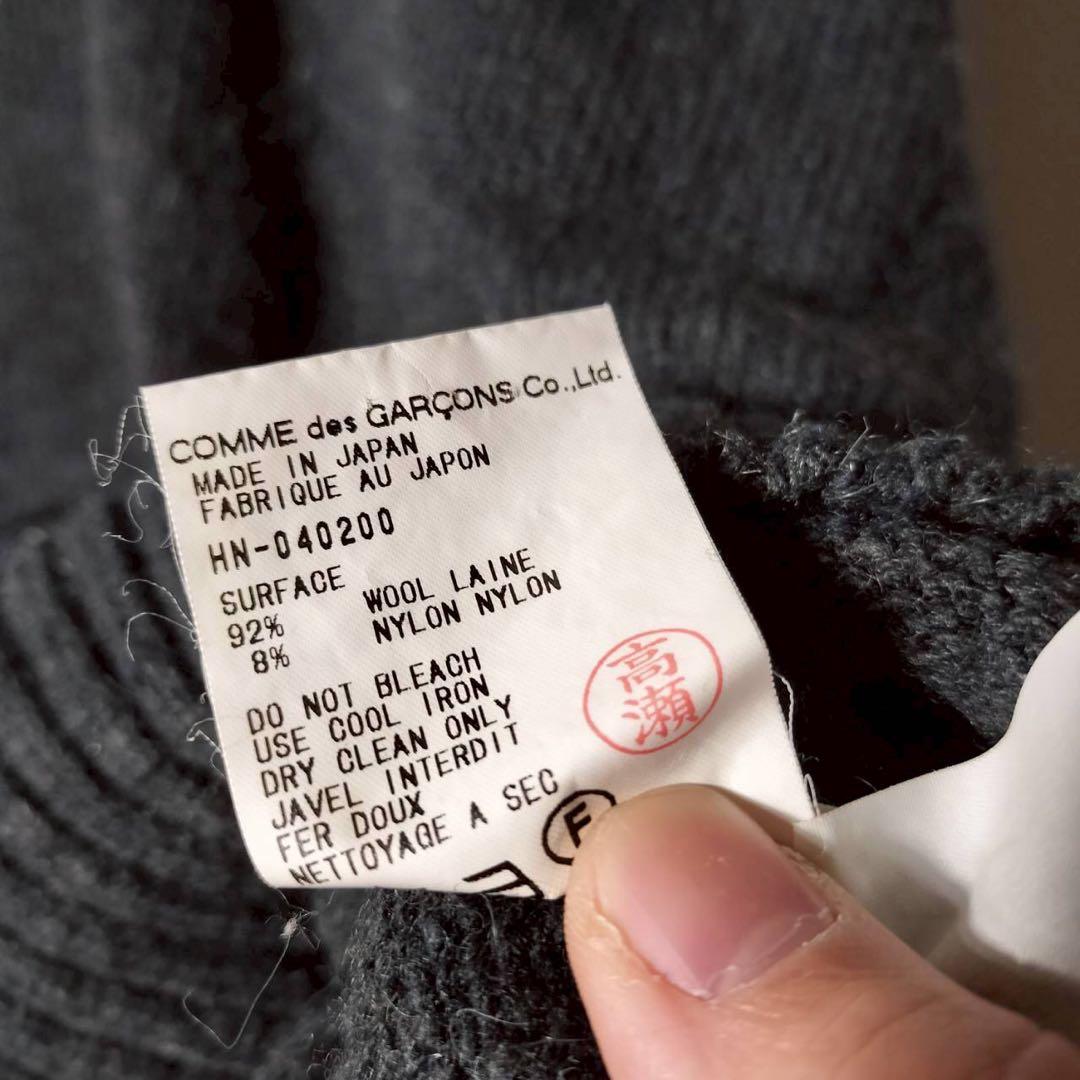 COMME des GARÇONS Co.,Ltd.
MADE IN JAPAN
FABRIQUE AU JAPON
HN-040200
SURFACE
92% WOOL LAINE
8% NYLON NYLON
DO NOT BLEACH
USE COOL IRON
DRY CLEAN ONLY
JAVEL INTERDIT
FER DOUX
NETTOYAGE A SEC
F
高瀬